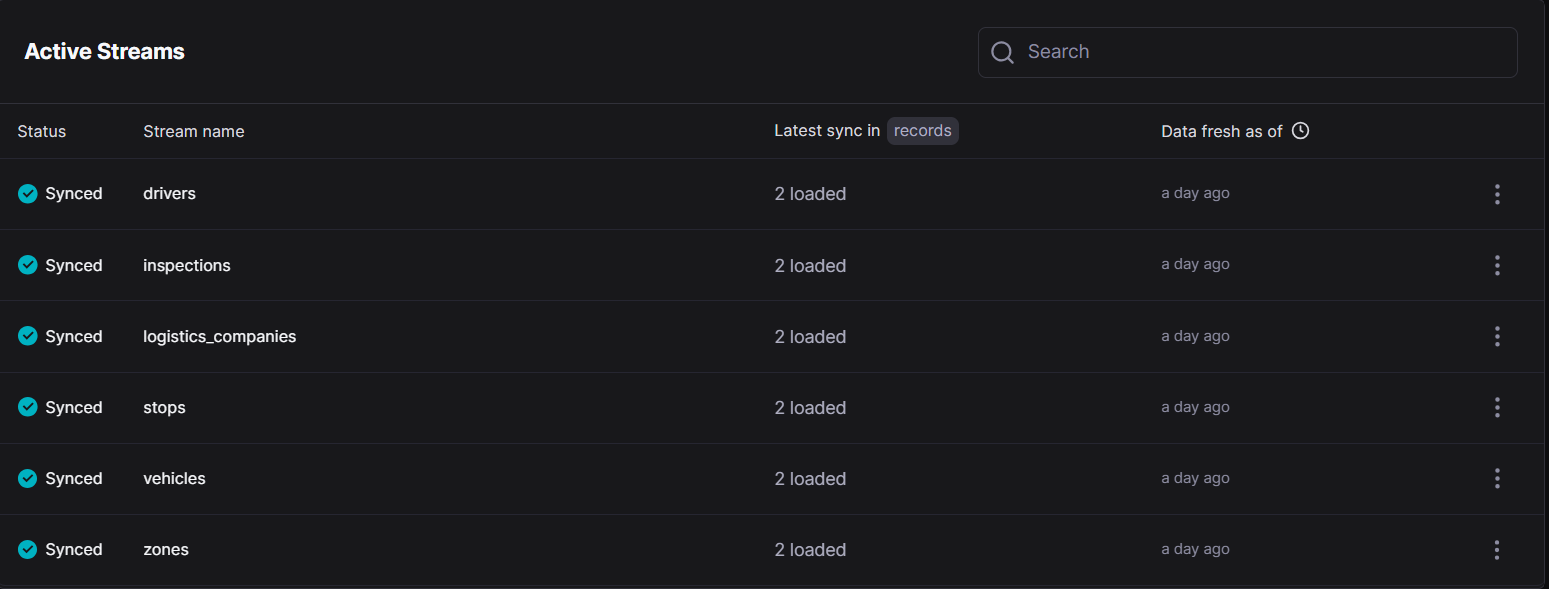 Active Streams
Search
Status Stream name Latest sync in records Data fresh as of
Synced drivers 2 loaded a day ago
Synced inspections 2 loaded a day ago
Synced logistics_companies 2 loaded a day ago
Synced stops 2 loaded a day ago
Synced vehicles 2 loaded a day ago
Synced zones 2 loaded a day ago